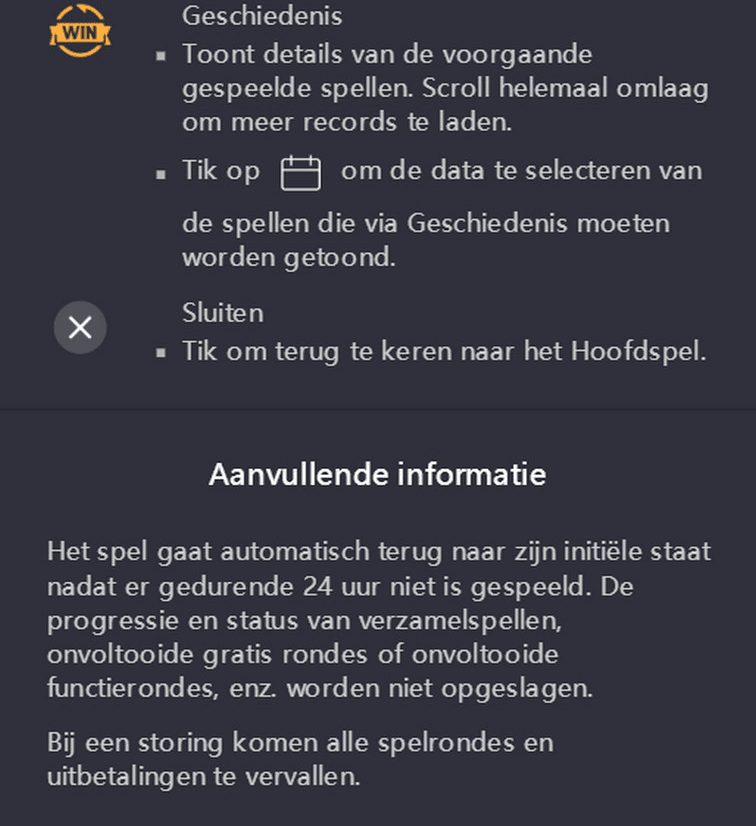 WIN
Geschiedenis
▪ Toont details van de voorgaande
gespeelde spellen. Scroll helemaal omlaag
om meer records te laden.
▪ Tik op om de data te selecteren van
de spellen die via Geschiedenis moeten
worden getoond.
Sluiten
▪ Tik om terug te keren naar het Hoofdspel.
Aanvullende informatie
Het spel gaat automatisch terug naar zijn initiële staat
nadat er gedurende 24 uur niet is gespeeld. De
progressie en status van verzamelspellen,
onvoltooide gratis rondes of onvoltooide
functierondes, enz. worden niet opgeslagen.
Bij een storing komen alle spelrondes en
uitbetalingen te vervallen.